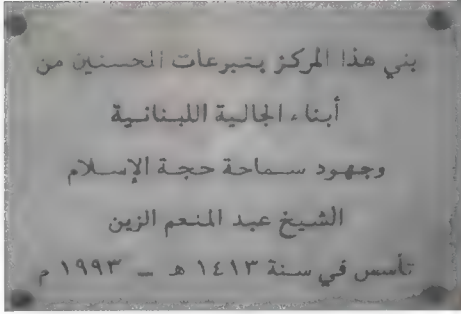 بني هذا المركز بتبرعات المحسنين من
أبناء الجالية اللبنانية
وجهود سماحة حجة الإسلام
الشيخ عبد المنعم الزين
تأسس في سنة ١٤١٣ هـ – ١٩٩٣ م